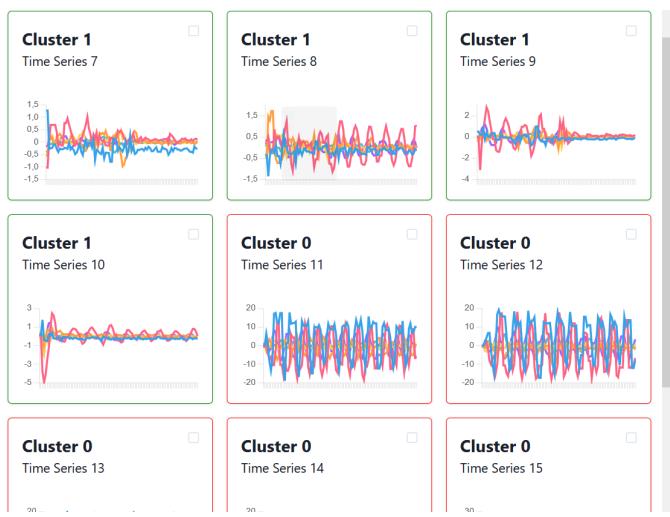 Cluster 1
Time Series 7
1,5
1,0
0,5
0
-0,5
-1,0
-1,5
Cluster 1
Time Series 8
1,5
0,5
-0,5
-1,5
Cluster 1
Time Series 9
2
0
-2
-4
Cluster 1
Time Series 10
3
1
-1
-3
-5
Cluster 0
Time Series 11
20
10
0
-10
-20
Cluster 0
Time Series 12
20
10
0
-10
-20
Cluster 0
Time Series 13
20
Cluster 0
Time Series 14
20
Cluster 0
Time Series 15
30